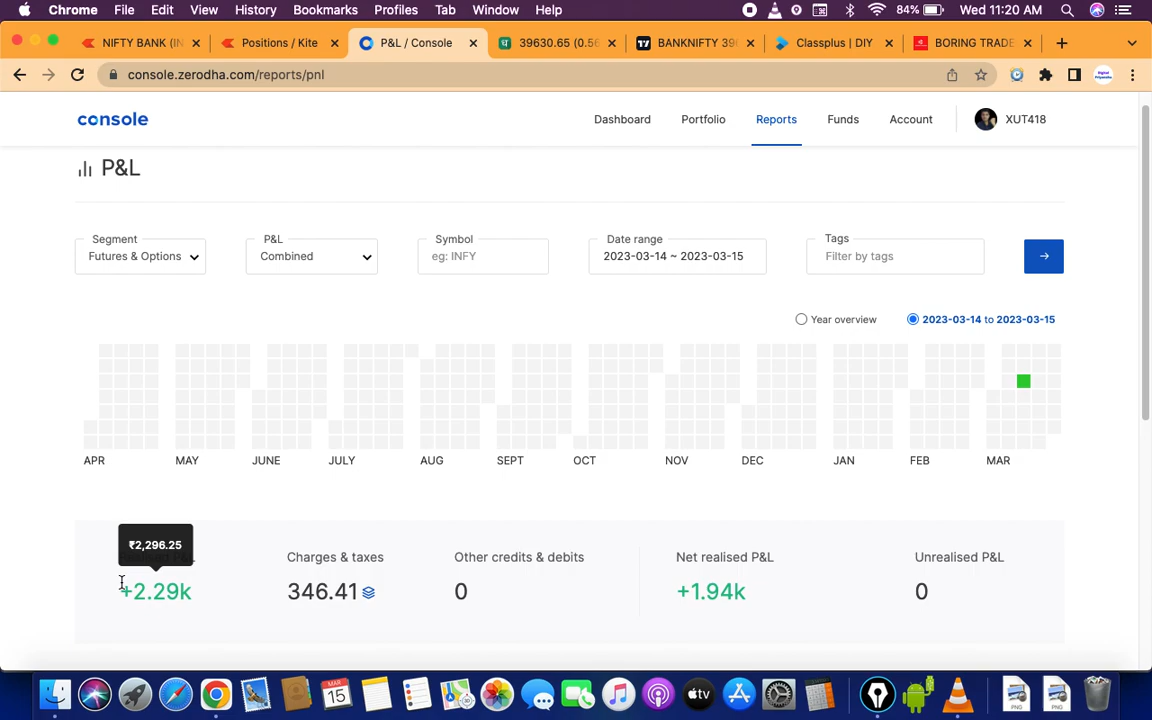 Chrome File Edit View History Bookmarks Profiles Tab Window Help 84% Wed 11:20 AM
NIFTY BANK (IN Positions / Kite P&L / Console 39630.65 (0.56 BANKNIFTY 39 Classplus | DIY BORING TRADE
console.zerodha.com/reports/pnl
console Dashboard Portfolio Reports Funds Account XUT418
P&L
Segment P&L Symbol Date range Tags
Futures & Options Combined eg: INFY 2023-03-14 ~ 2023-03-15 Filter by tags
Year overview 2023-03-14 to 2023-03-15
APR MAY JUNE JULY AUG SEPT OCT NOV DEC JAN FEB MAR
₹2,296.25
Charges & taxes Other credits & debits Net realised P&L Unrealised P&L
+2.29k 346.41 0 +1.94k 0
MAR
15
tv
PNG PNG